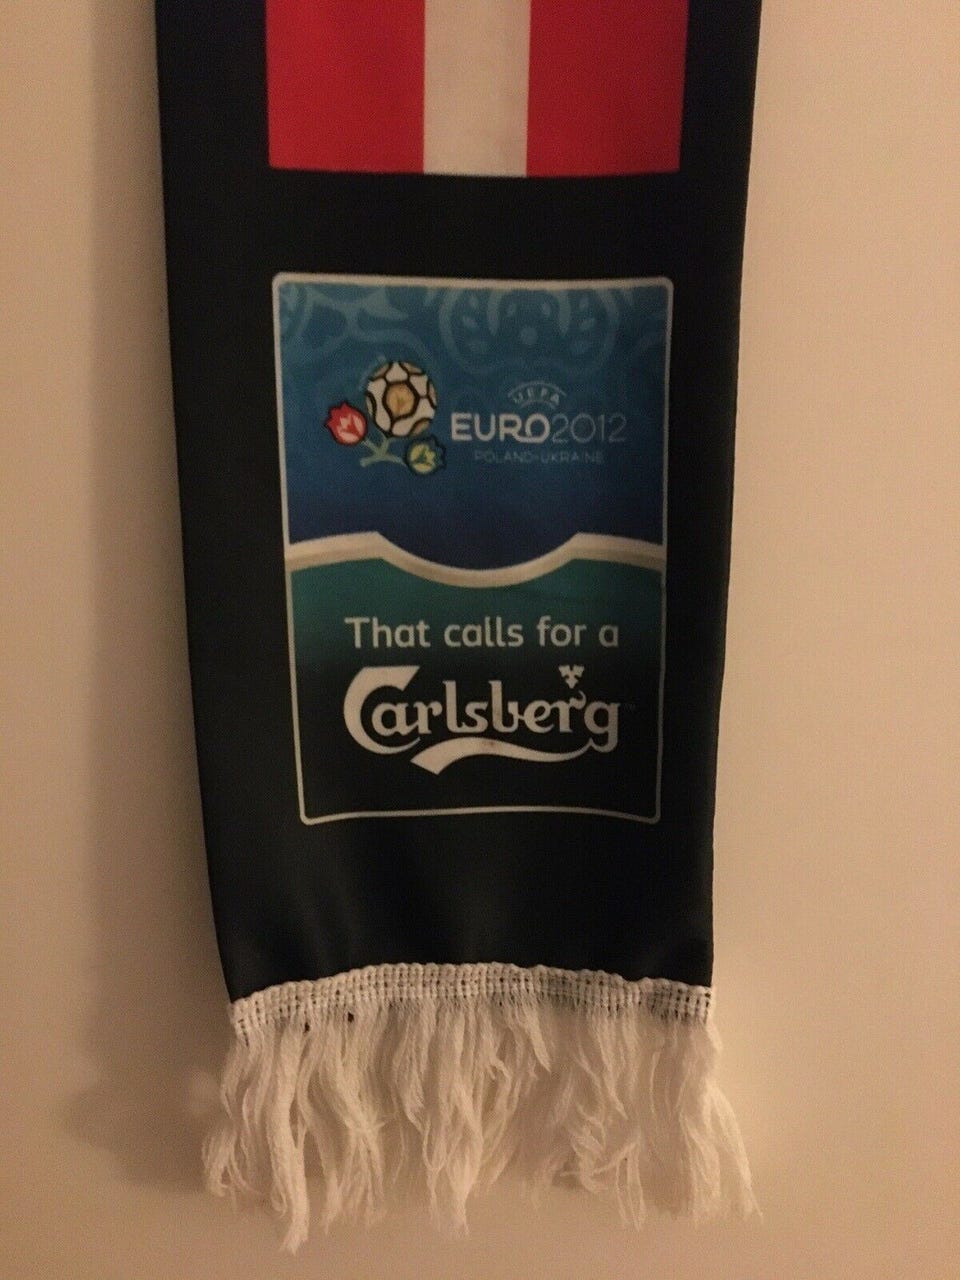 UEFA
EURO2012
POLAND-UKRAINE
That calls for a
Carlsberg